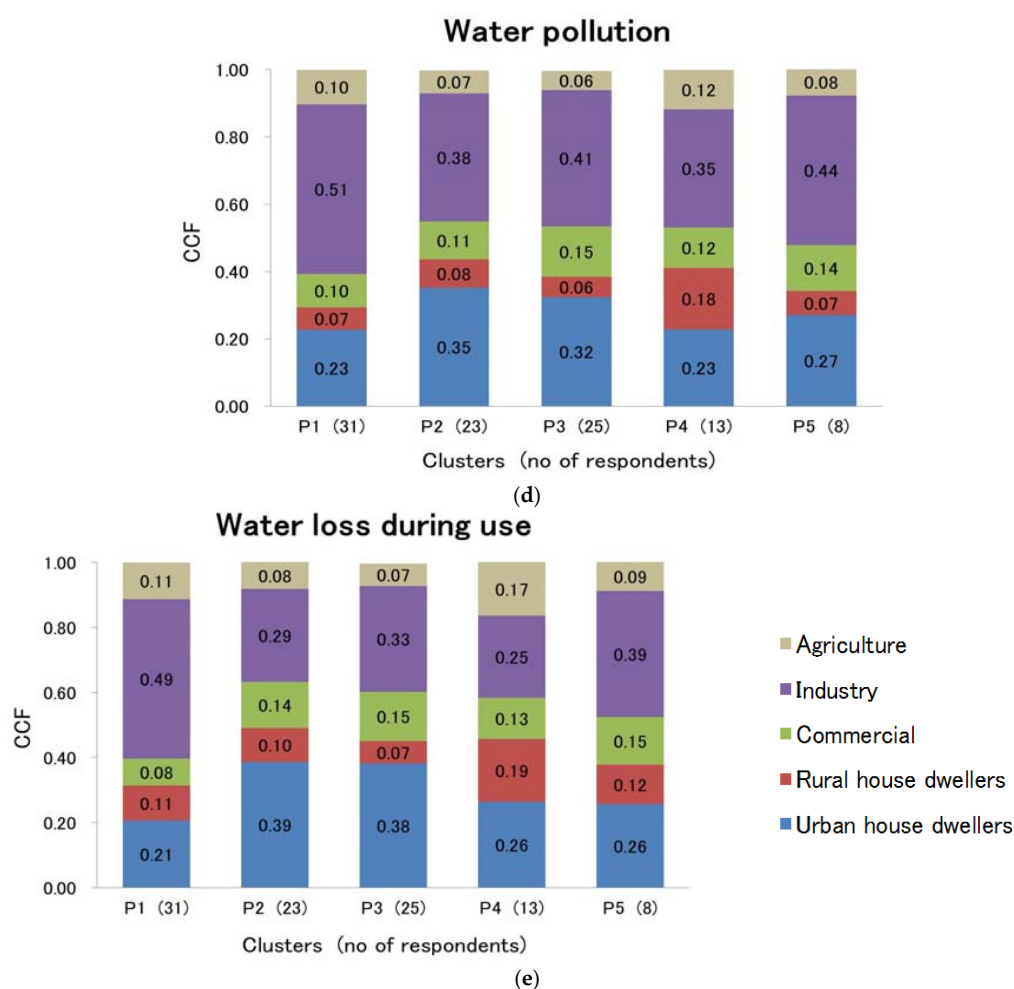 Water pollution
1.00
0.80
0.60
0.40
0.20
0.00
CCF
0.10 0.07 0.06 0.12 0.08
0.51 0.38 0.41 0.35 0.44
0.10 0.11 0.15 0.12 0.14
0.07 0.08 0.06 0.18 0.07
0.23 0.35 0.32 0.23 0.27
P1 (31) P2 (23) P3 (25) P4 (13) P5 (8)
Clusters (no of respondents)
(d)
Water loss during use
1.00
0.80
0.60
0.40
0.20
0.00
CCF
0.11 0.08 0.07 0.17 0.09
0.49 0.29 0.33 0.25 0.39
0.08 0.14 0.15 0.13 0.15
0.11 0.10 0.07 0.19 0.12
0.21 0.39 0.38 0.26 0.26
P1 (31) P2 (23) P3 (25) P4 (13) P5 (8)
Clusters (no of respondents)
Agriculture
Industry
Commercial
Rural house dwellers
Urban house dwellers
(e)